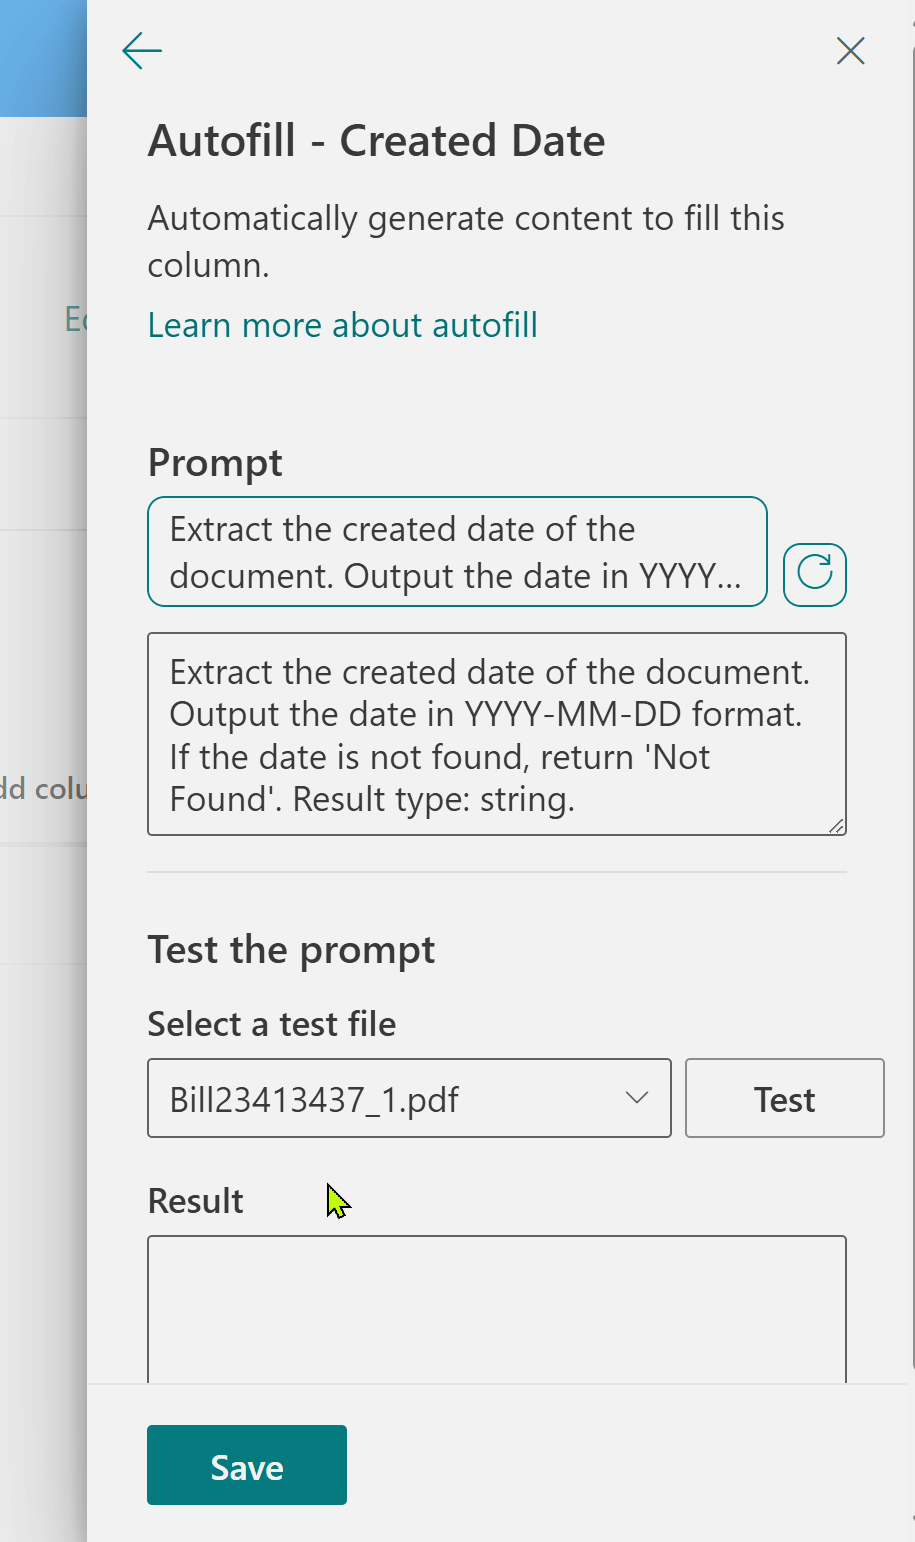 Autofill - Created Date
Automatically generate content to fill this
column.
Learn more about autofill
Prompt
Extract the created date of the
document. Output the date in YYYY...
Extract the created date of the document.
Output the date in YYYY-MM-DD format.
If the date is not found, return 'Not
Found'. Result type: string.
Test the prompt
Select a test file
Bill23413437_1.pdf
Test
Result
Save